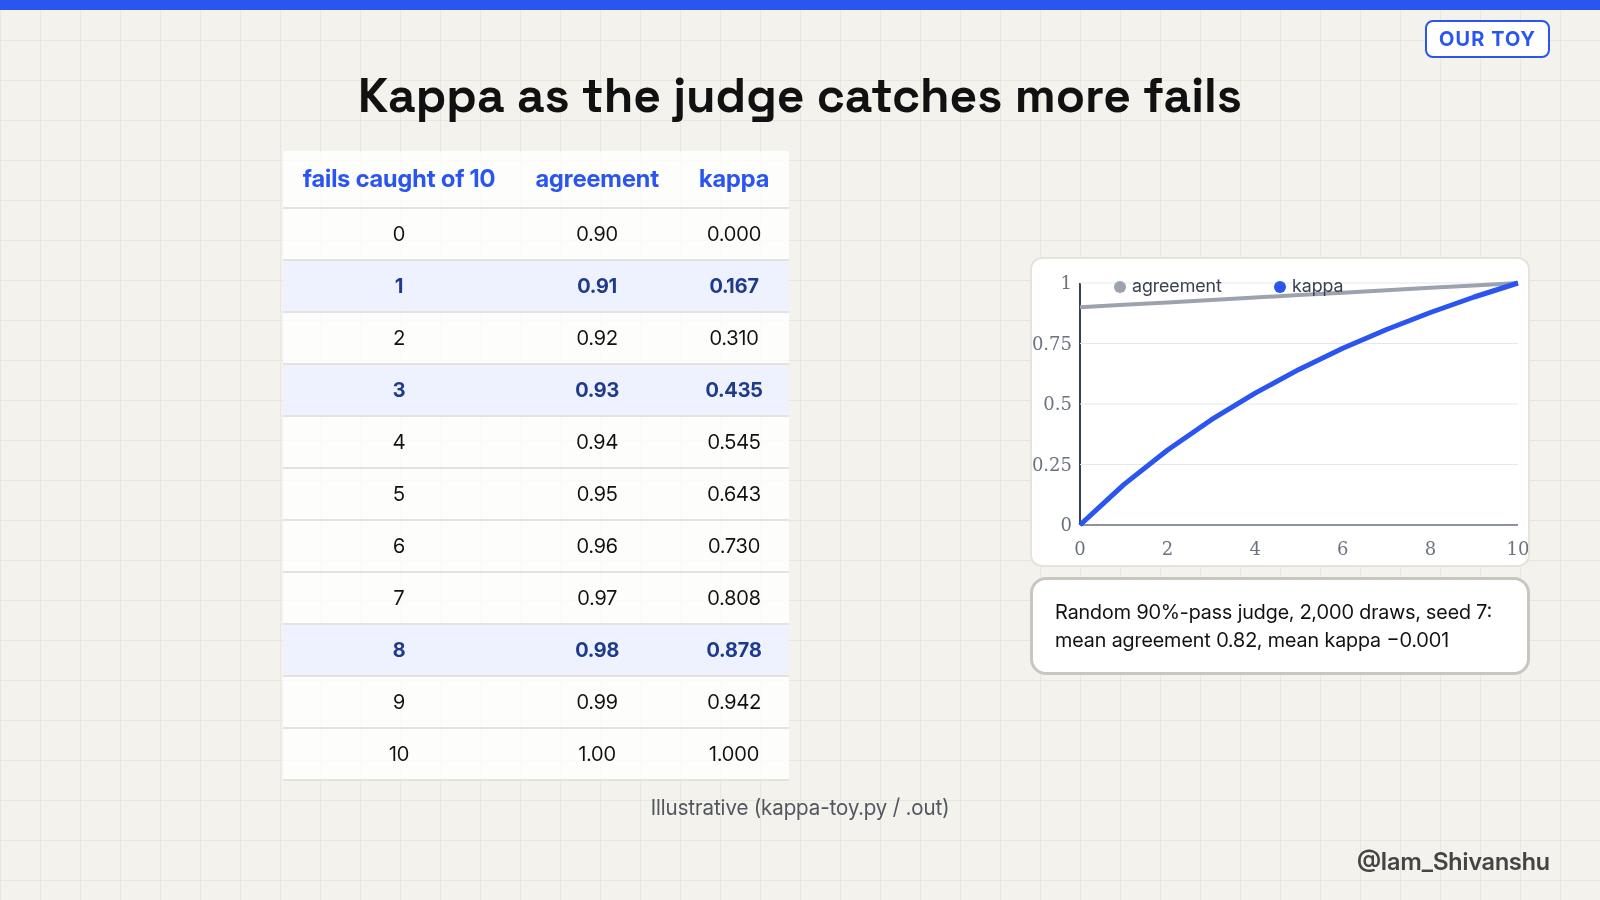 OUR TOY
Kappa as the judge catches more fails
fails caught of 10 agreement kappa
0 0.90 0.000
1 0.91 0.167
2 0.92 0.310
3 0.93 0.435
4 0.94 0.545
5 0.95 0.643
6 0.96 0.730
7 0.97 0.808
8 0.98 0.878
9 0.99 0.942
10 1.00 1.000
agreement kappa
1
0.75
0.5
0.25
0
0 2 4 6 8 10
Random 90%-pass judge, 2,000 draws, seed 7:
mean agreement 0.82, mean kappa −0.001
Illustrative (kappa-toy.py / .out)
@Iam_Shivanshu